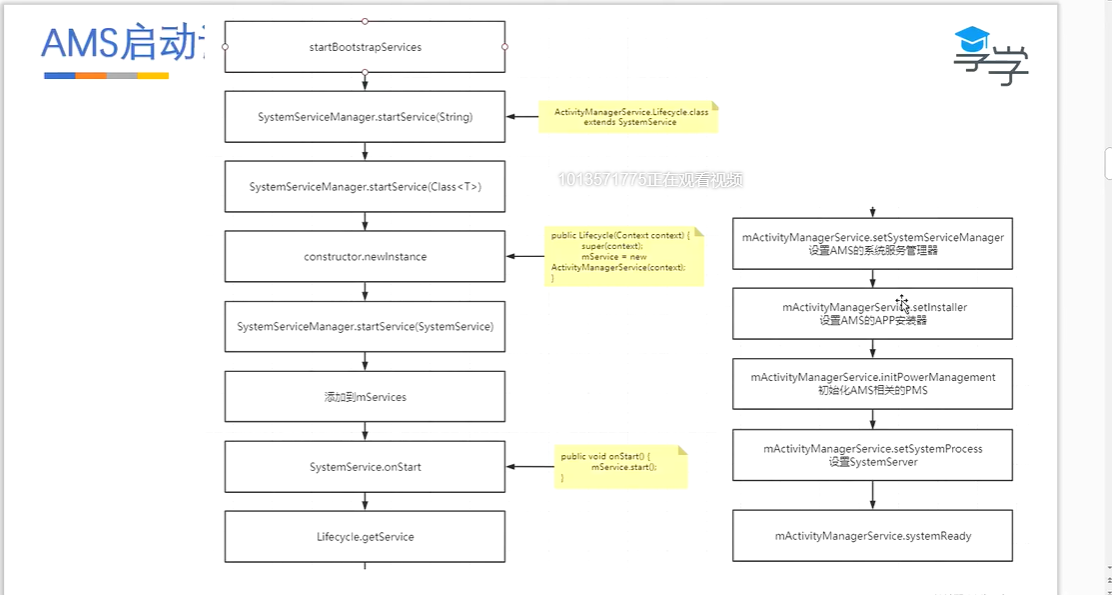 AMS启动
startBootstrapServices
SystemServiceManager.startService(String)
ActivityManagerService.Lifecycle.class
extends SystemService
SystemServiceManager.startService(Class<T>)
1013571775正在观看视频
constructor.newInstance
public Lifecycle(Context context) {
super(context);
mService = new
ActivityManagerService(context);
}
SystemServiceManager.startService(SystemService)
添加到mServices
SystemService.onStart
public void onStart() {
mService.start();
}
Lifecycle.getService
mActivityManagerService.setSystemServiceManager
设置AMS的系统服务管理器
mActivityManagerService.setInstaller
设置AMS的APP安装器
mActivityManagerService.initPowerManagement
初始化AMS相关的PMS
mActivityManagerService.setSystemProcess
设置SystemServer
mActivityManagerService.systemReady
享学